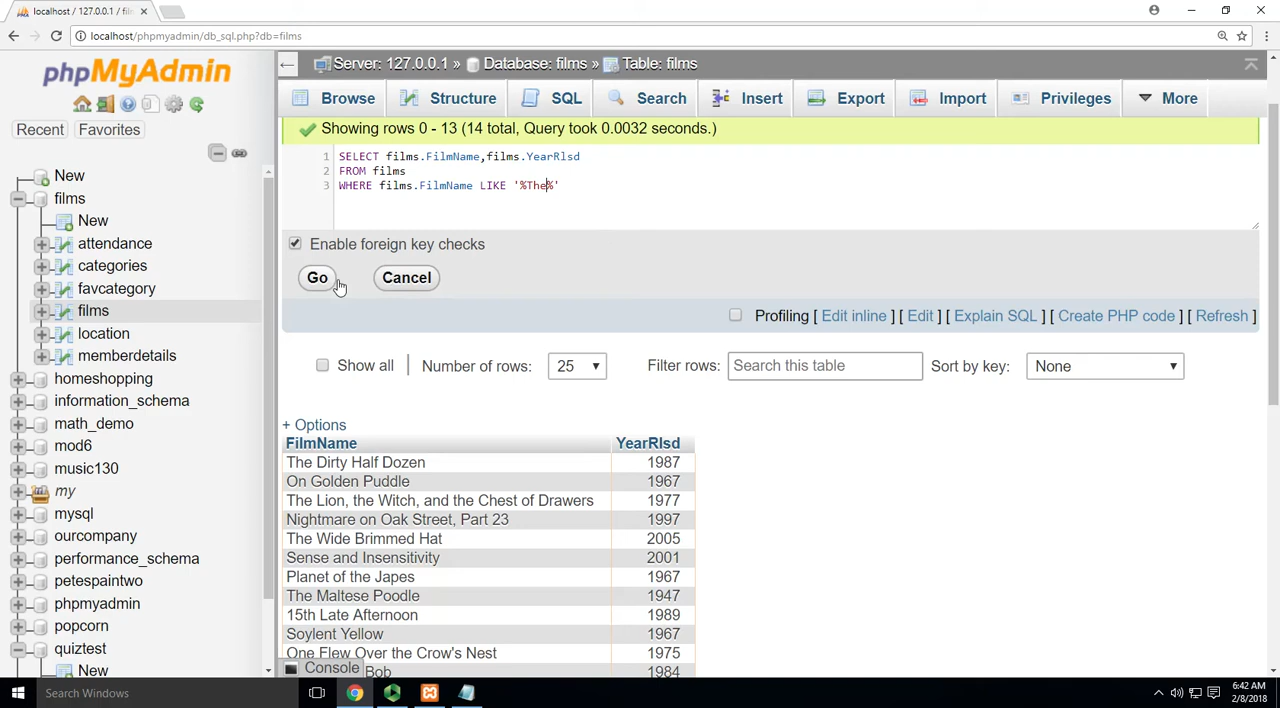 localhost / 127.0.0.1 / film
localhost/phpmyadmin/db_sql.php?db=films
phpMyAdmin
Recent Favorites
New
films
New
attendance
categories
favcategory
films
location
memberdetails
homeshopping
information_schema
math_demo
mod6
music130
my
mysql
ourcompany
performance_schema
petespaintwo
phpmyadmin
popcorn
quiztest
New
Server: 127.0.0.1 » Database: films » Table: films
Browse Structure SQL Search Insert Export Import Privileges More
Showing rows 0 - 13 (14 total, Query took 0.0032 seconds.)
1 SELECT films.FilmName,films.YearRlsd
2 FROM films
3 WHERE films.FilmName LIKE '%The%'
Enable foreign key checks
Go Cancel
Profiling [ Edit inline ] [ Edit ] [ Explain SQL ] [ Create PHP code ] [ Refresh ]
Show all | Number of rows: 25 Filter rows: Search this table Sort by key: None
+ Options
FilmName YearRlsd
The Dirty Half Dozen 1987
On Golden Puddle 1967
The Lion, the Witch, and the Chest of Drawers 1977
Nightmare on Oak Street, Part 23 1997
The Wide Brimmed Hat 2005
Sense and Insensitivity 2001
Planet of the Japes 1967
The Maltese Poodle 1947
15th Late Afternoon 1989
Soylent Yellow 1967
One Flew Over the Crow's Nest 1975
Bob 1984
Console
Search Windows
6:42 AM
2/8/2018